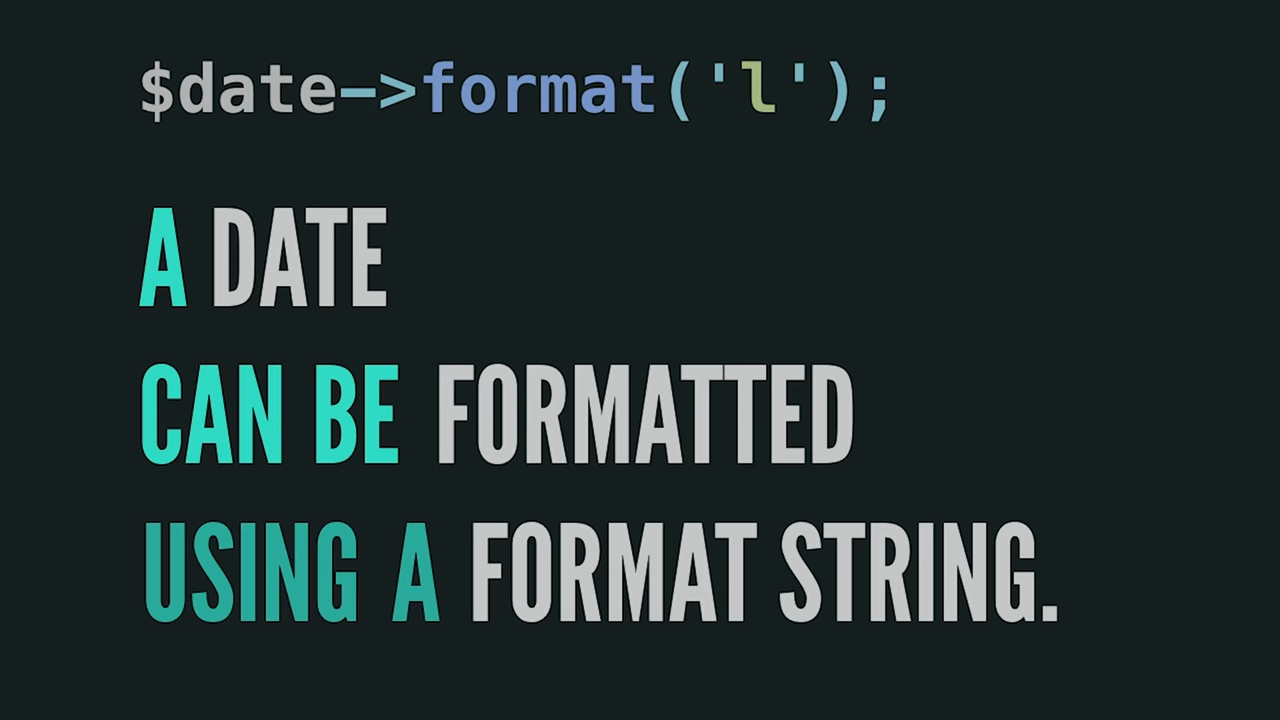 $date->format('l');
A DATE
CAN BE FORMATTED
USING A FORMAT STRING.